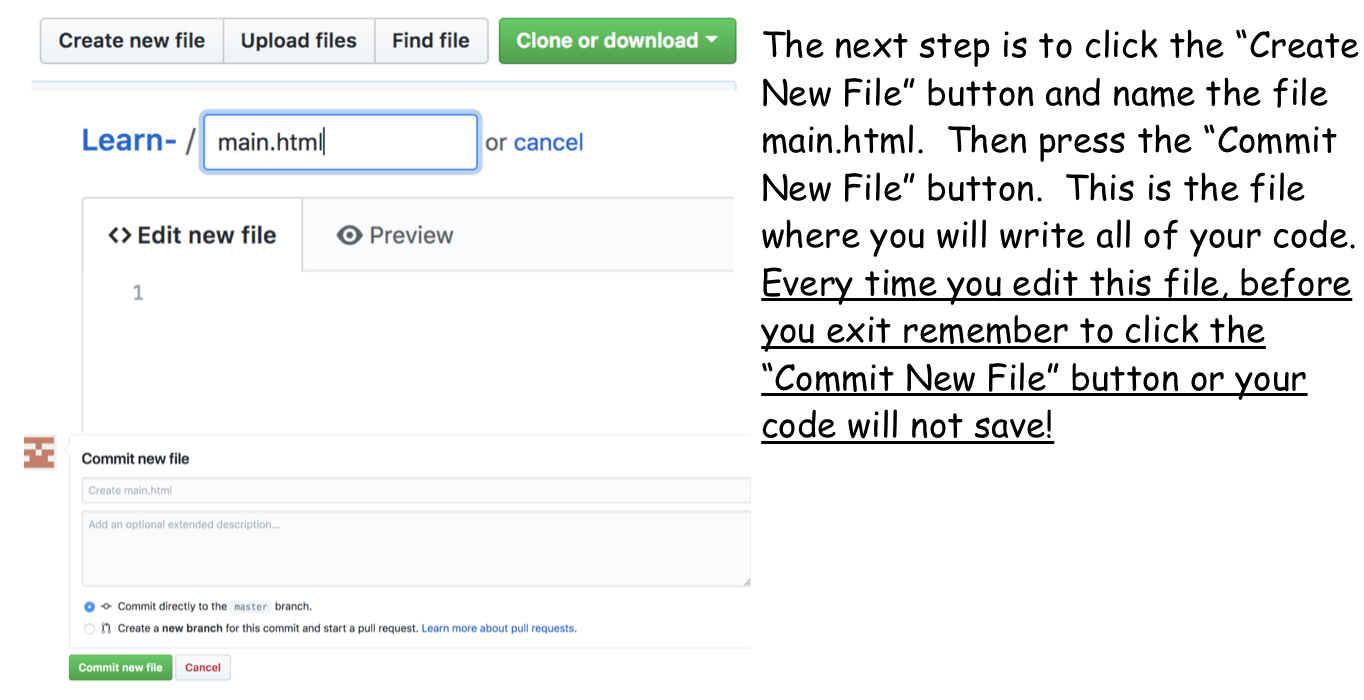 Create new file Upload files Find file Clone or download
Learn- / main.html or cancel
<> Edit new file Preview
1
Commit new file
Create main.html
Add an optional extended description...
Commit directly to the master branch.
Create a new branch for this commit and start a pull request. Learn more about pull requests.
Commit new file Cancel
The next step is to click the “Create
New File” button and name the file
main.html.  Then press the “Commit
New File” button.  This is the file
where you will write all of your code.
Every time you edit this file, before
you exit remember to click the
“Commit New File” button or your
code will not save!